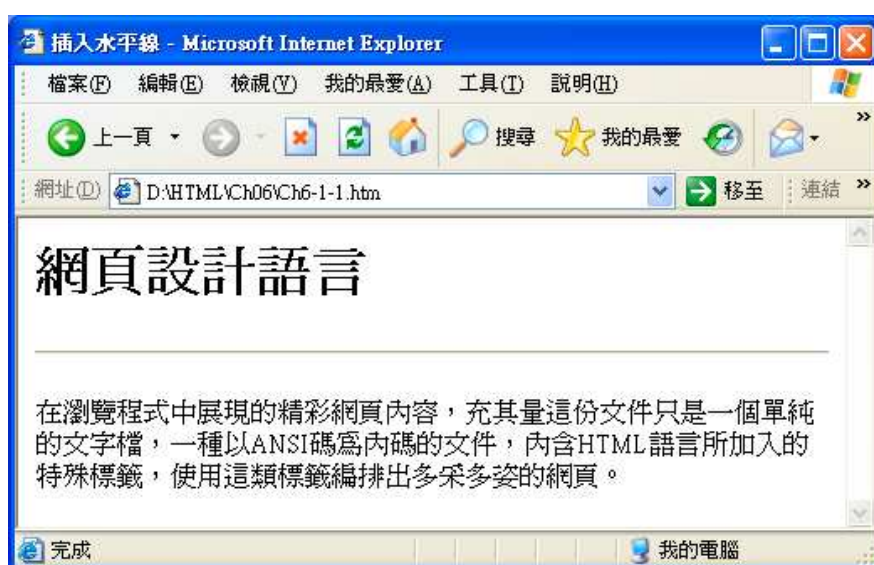 插入水平線 - Microsoft Internet Explorer
檔案(F) 編輯(E) 檢視(V) 我的最愛(A) 工具(T) 說明(H)
上一頁 搜尋 我的最愛 »
網址(D) D:\HTML\Ch06\Ch6-1-1.htm 移至 連結 »
網頁設計語言
在瀏覽程式中展現的精彩網頁內容，充其量這份文件只是一個單純
的文字檔，一種以ANSI碼為內碼的文件，內含HTML語言所加入的
特殊標籤，使用這類標籤編排出多采多姿的網頁。
完成 我的電腦